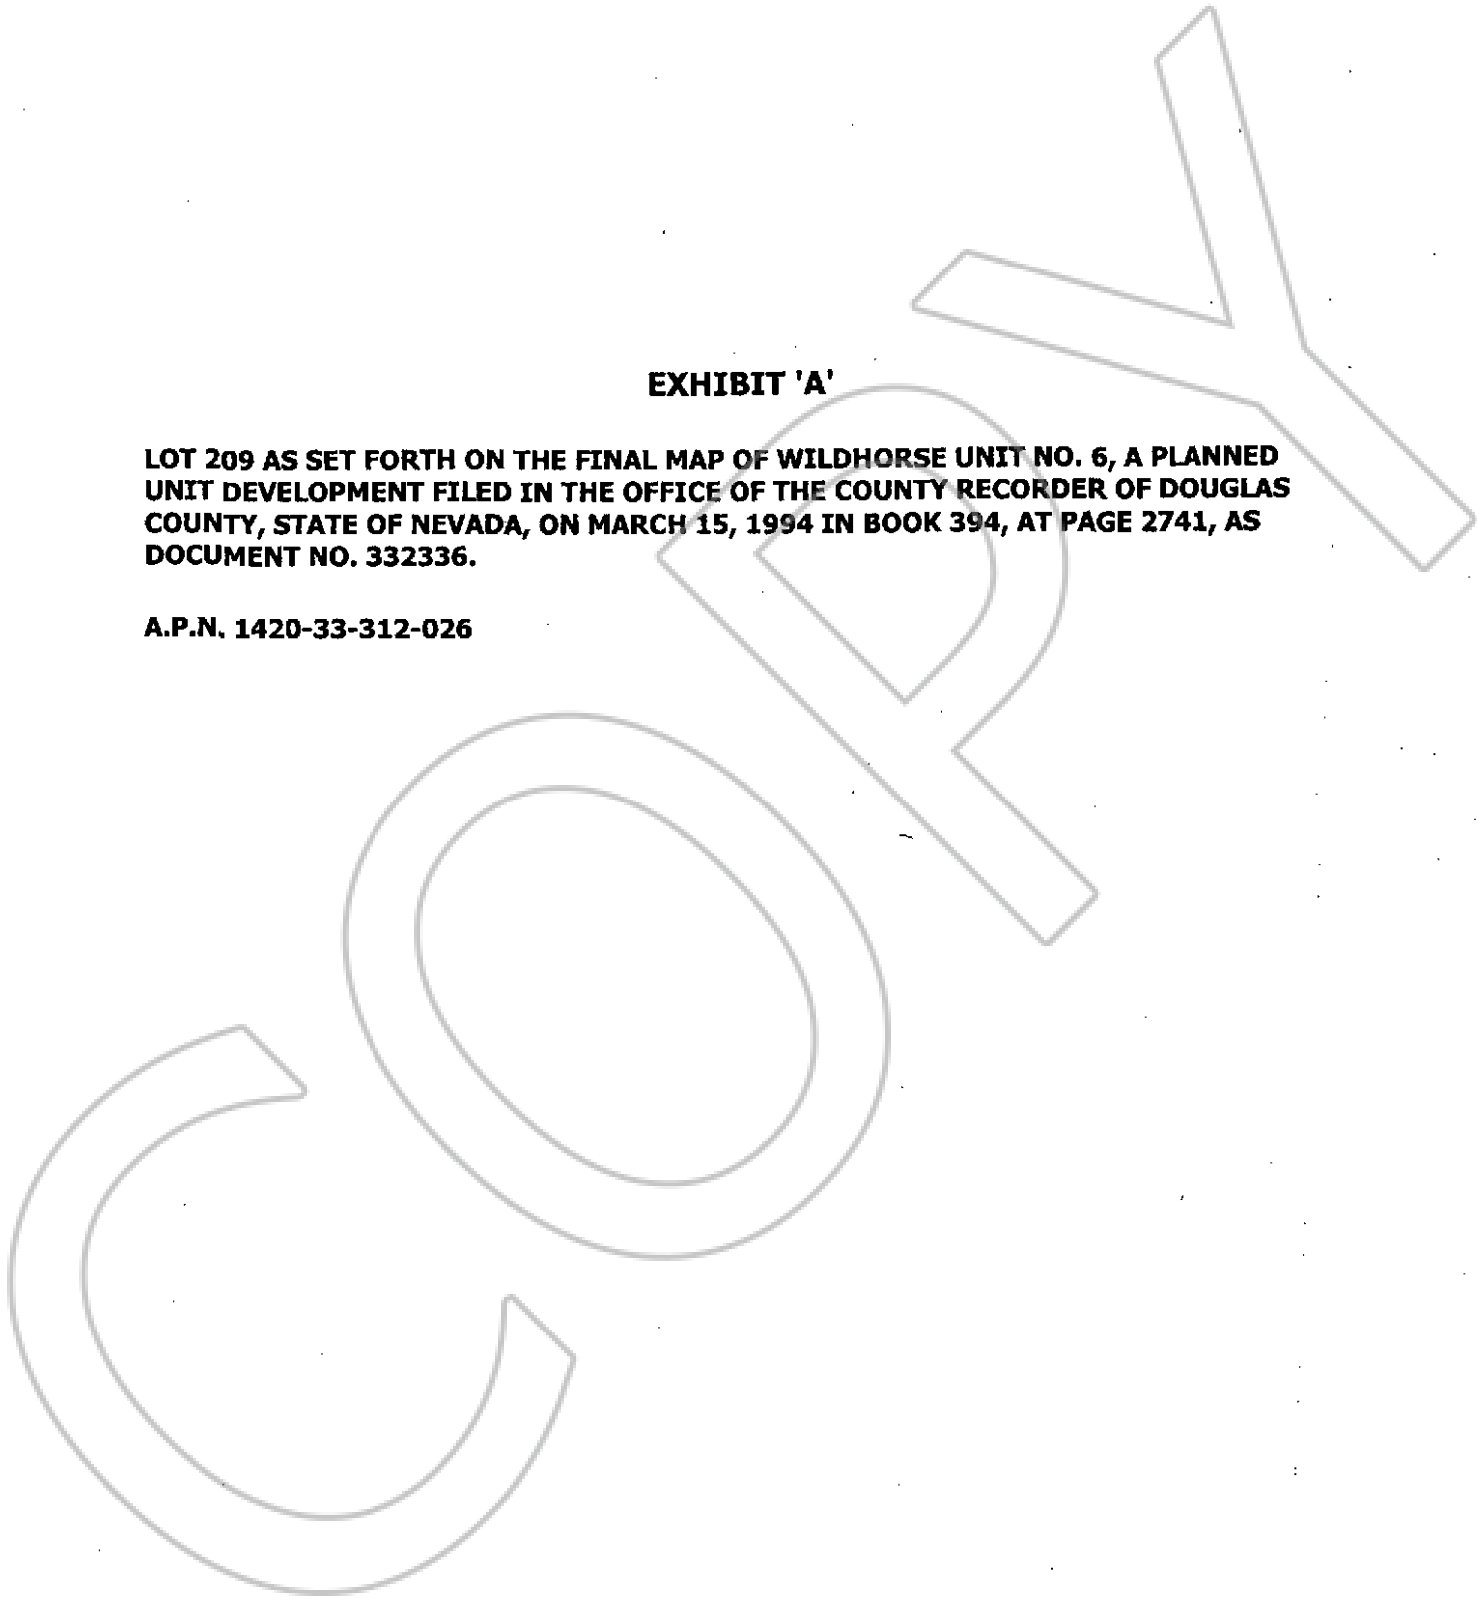 EXHIBIT 'A'
LOT 209 AS SET FORTH ON THE FINAL MAP OF WILDHORSE UNIT NO. 6, A PLANNED
UNIT DEVELOPMENT FILED IN THE OFFICE OF THE COUNTY RECORDER OF DOUGLAS
COUNTY, STATE OF NEVADA, ON MARCH 15, 1994 IN BOOK 394, AT PAGE 2741, AS
DOCUMENT NO. 332336.
A.P.N. 1420-33-312-026
COPY